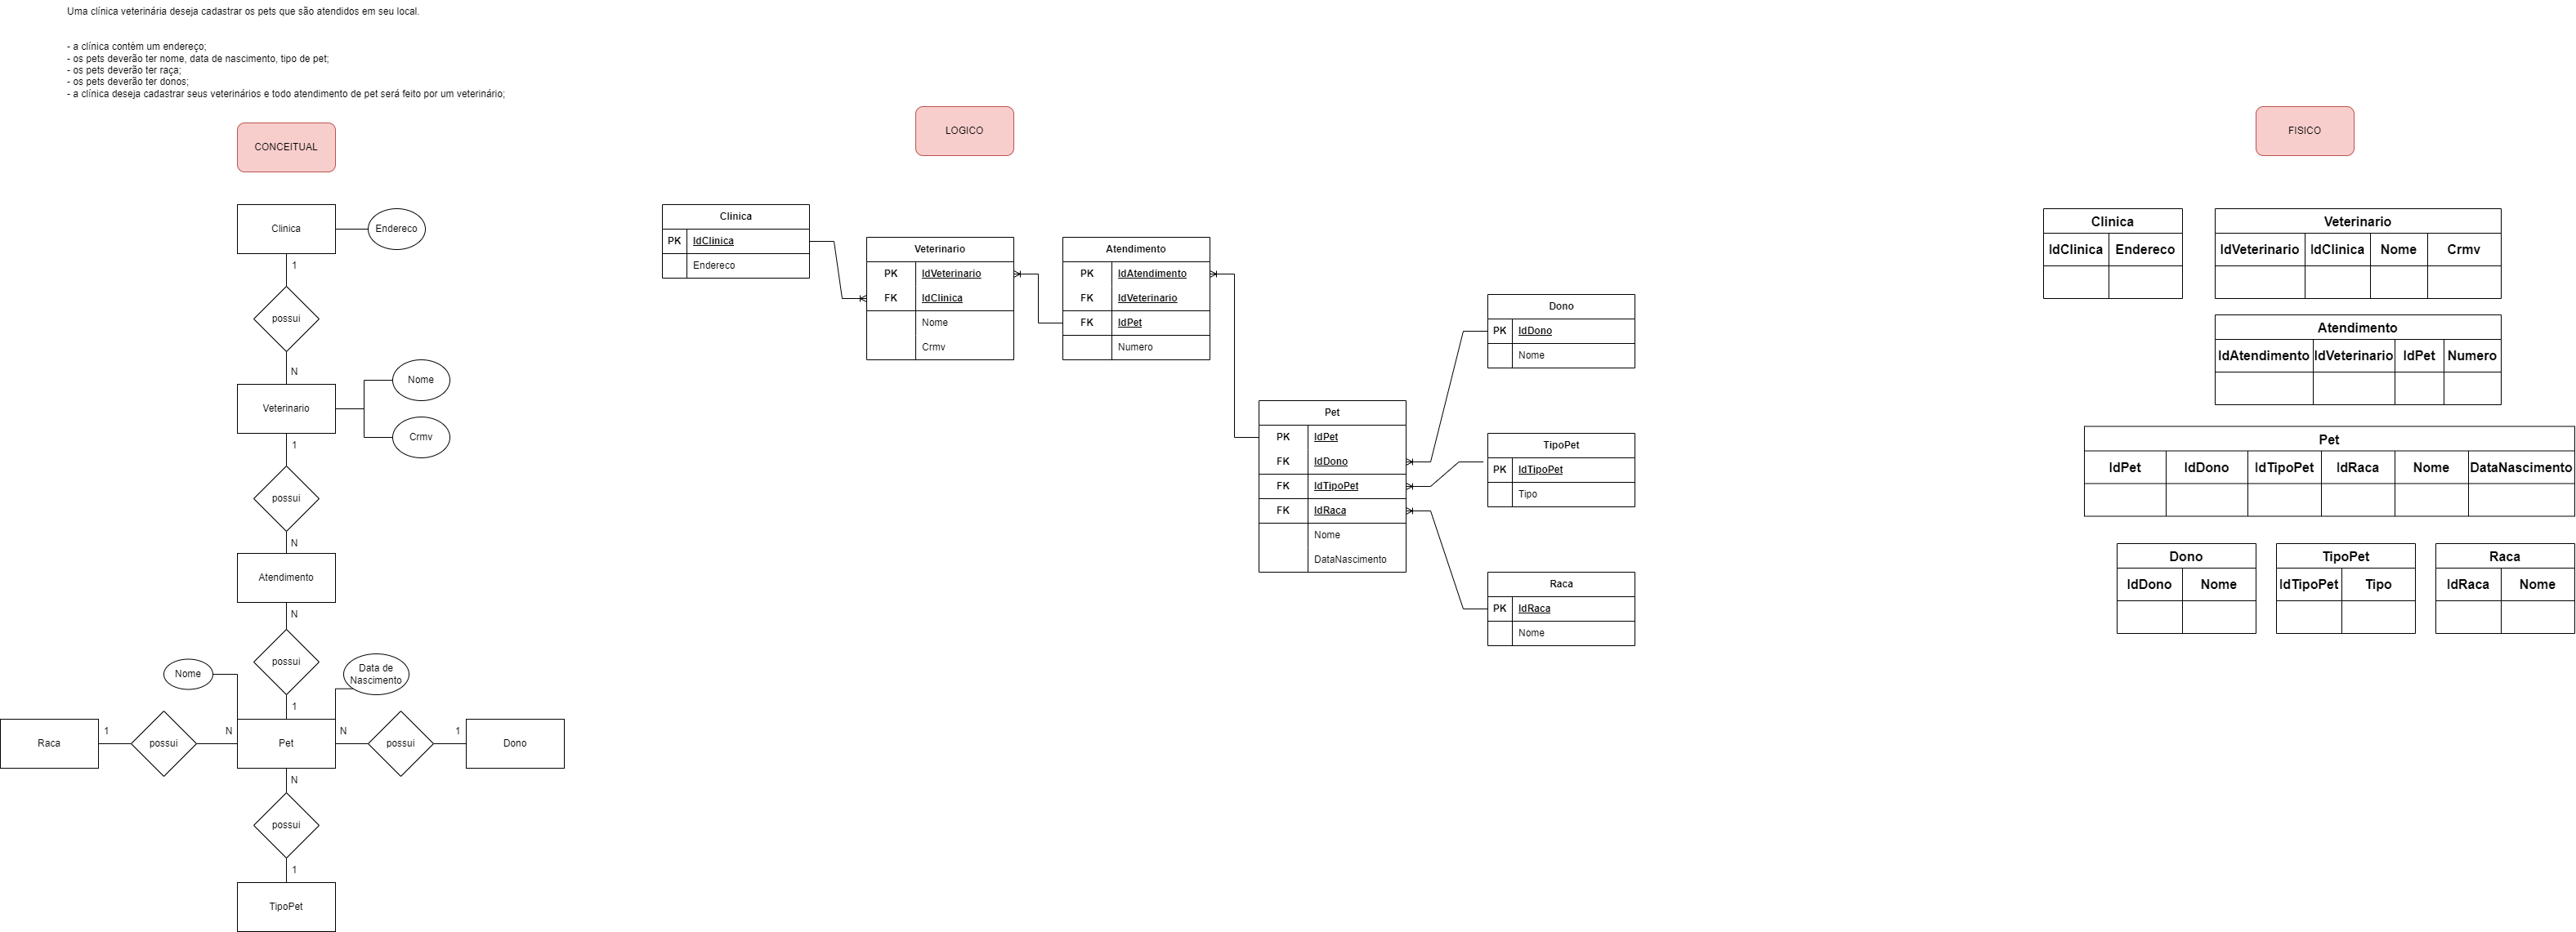 Uma clínica veterinária deseja cadastrar os pets que são atendidos em seu local.
- a clínica contém um endereço;
- os pets deverão ter nome, data de nascimento, tipo de pet;
- os pets deverão ter raça;
- os pets deverão ter donos;
- a clínica deseja cadastrar seus veterinários e todo atendimento de pet será feito por um veterinário;
CONCEITUAL
Clinica
Endereco
1
possui
N
Veterinario
Nome
Crmv
1
possui
N
Atendimento
N
possui
Nome
Data de
Nascimento
1
Raca
1
possui
N
Pet
N
possui
1
Dono
N
possui
1
TipoPet
LOGICO
Clinica
PK IdClinica
Endereco
Veterinario
PK IdVeterinario
FK IdClinica
Nome
Crmv
Atendimento
PK IdAtendimento
FK IdVeterinario
FK IdPet
Numero
Pet
PK IdPet
FK IdDono
FK IdTipoPet
FK IdRaca
Nome
DataNascimento
Dono
PK IdDono
Nome
TipoPet
PK IdTipoPet
Tipo
Raca
PK IdRaca
Nome
FISICO
Clinica
IdClinica Endereco
Veterinario
IdVeterinario IdClinica Nome Crmv
Atendimento
IdAtendimento IdVeterinario IdPet Numero
Pet
IdPet IdDono IdTipoPet IdRaca Nome DataNascimento
Dono
IdDono Nome
TipoPet
IdTipoPet Tipo
Raca
IdRaca Nome